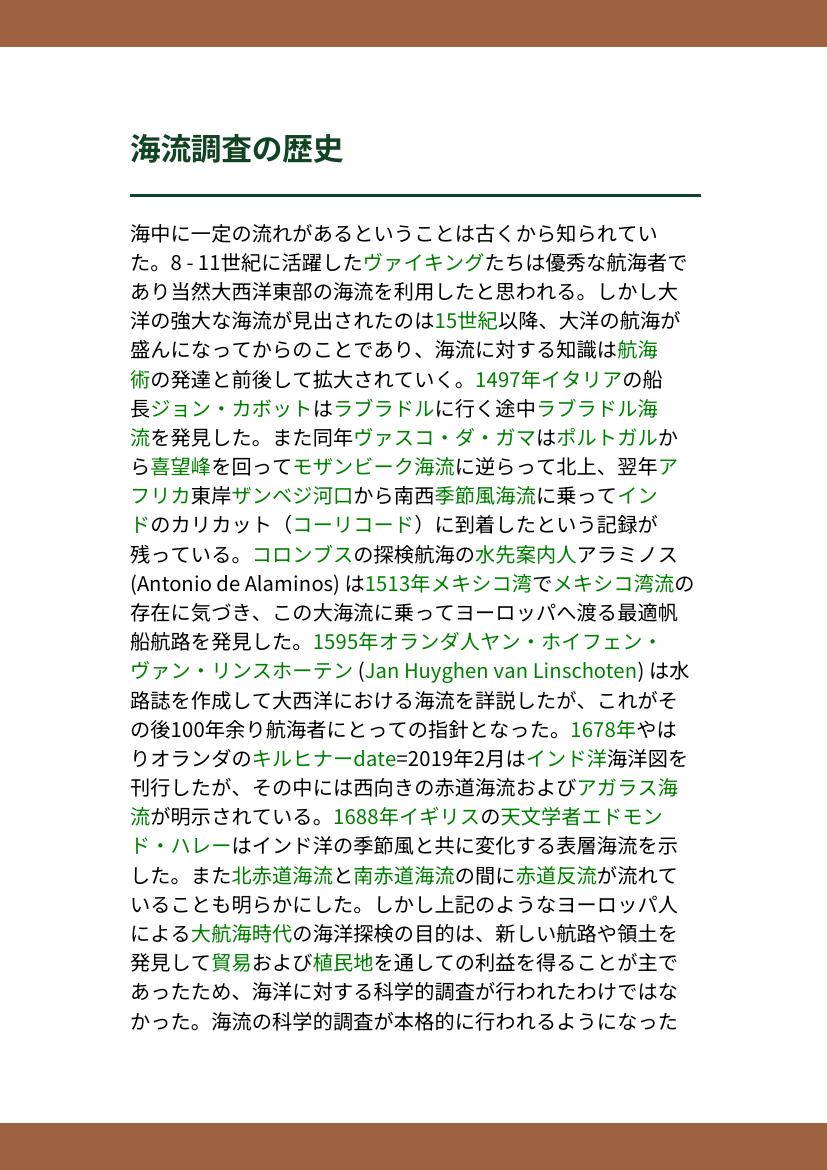 海流調査の歴史
海中に一定の流れがあるということは古くから知られてい
た。8 - 11世紀に活躍したヴァイキングたちは優秀な航海者で
あり当然大西洋東部の海流を利用したと思われる。しかし大
洋の強大な海流が見出されたのは15世紀以降、大洋の航海が
盛んになってからのことであり、海流に対する知識は航海
術の発達と前後して拡大されていく。1497年イタリアの船
長ジョン・カボットはラブラドルに行く途中ラブラドル海
流を発見した。また同年ヴァスコ・ダ・ガマはポルトガルか
ら喜望峰を回ってモザンビーク海流に逆らって北上、翌年ア
フリカ東岸ザンベジ河口から南西季節風海流に乗ってイン
ドのカリカット（コーリコード）に到着したという記録が
残っている。コロンブスの探検航海の水先案内人アラミノス
(Antonio de Alaminos) は1513年メキシコ湾でメキシコ湾流の
存在に気づき、この大海流に乗ってヨーロッパへ渡る最適帆
船航路を発見した。1595年オランダ人ヤン・ホイフェン・
ヴァン・リンスホーテン (Jan Huyghen van Linschoten) は水
路誌を作成して大西洋における海流を詳説したが、これがそ
の後100年余り航海者にとっての指針となった。1678年やは
りオランダのキルヒナーdate=2019年2月はインド洋海洋図を
刊行したが、その中には西向きの赤道海流およびアガラス海
流が明示されている。1688年イギリスの天文学者エドモン
ド・ハレーはインド洋の季節風と共に変化する表層海流を示
した。また北赤道海流と南赤道海流の間に赤道反流が流れて
いることも明らかにした。しかし上記のようなヨーロッパ人
による大航海時代の海洋探検の目的は、新しい航路や領土を
発見して貿易および植民地を通しての利益を得ることが主で
あったため、海洋に対する科学的調査が行われたわけではな
かった。海流の科学的調査が本格的に行われるようになった